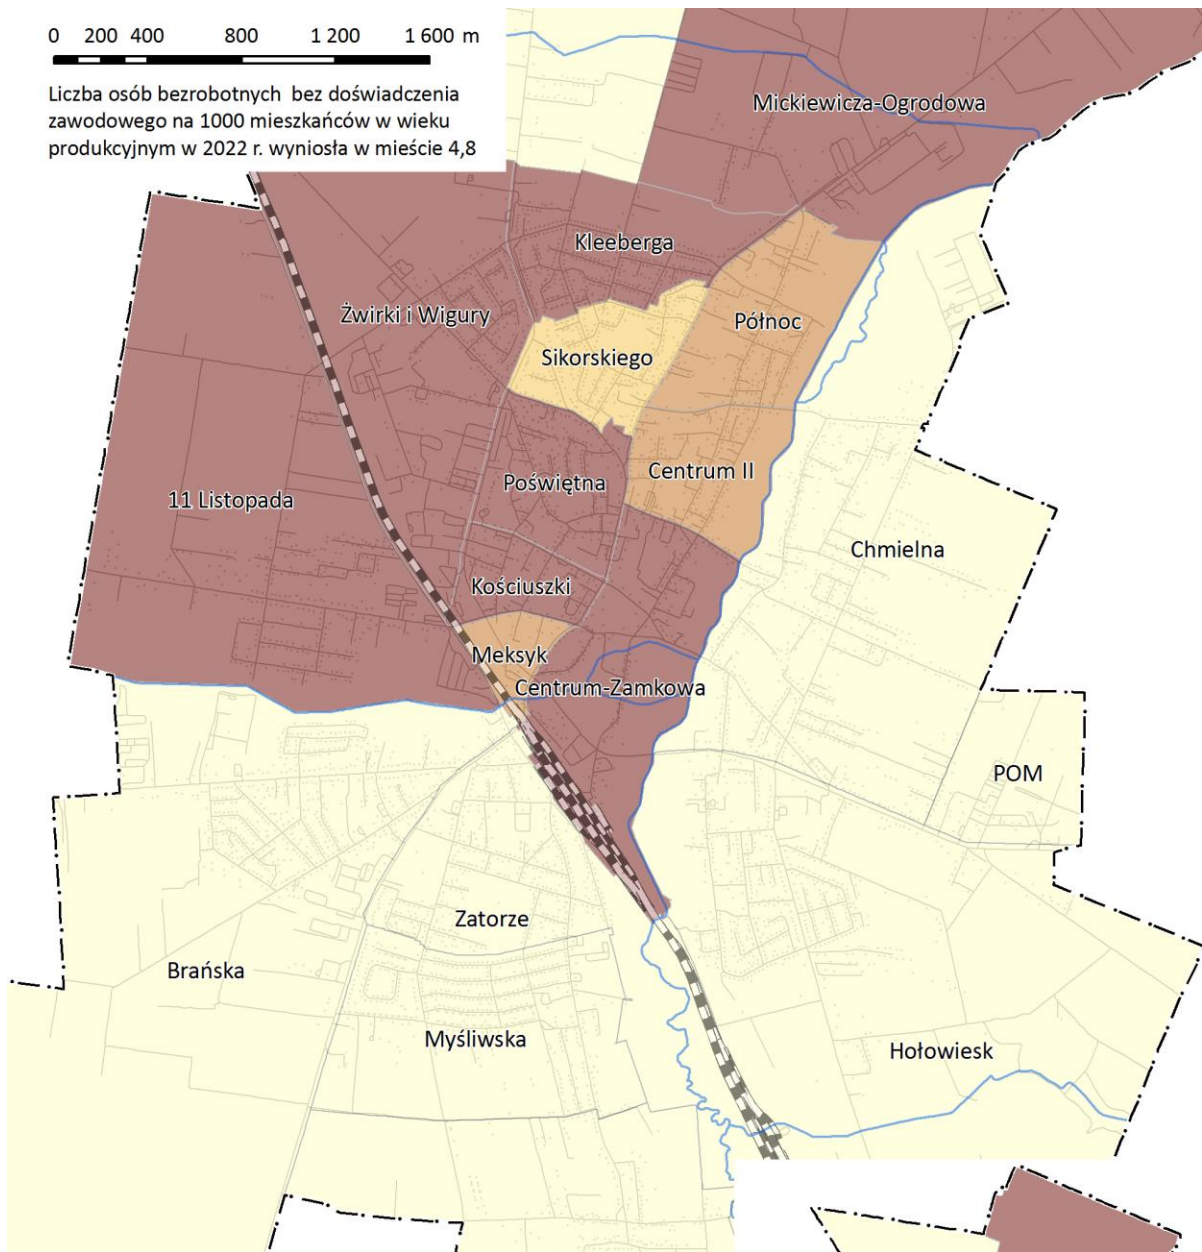 0 200 400 800 1 200 1 600 m
Liczba osób bezrobotnych bez doświadczenia
zawodowego na 1000 mieszkańców w wieku
produkcyjnym w 2022 r. wyniosła w mieście 4,8
Mickiewicza-Ogrodowa
Kleeberga
Żwirki i Wigury
Północ
Sikorskiego
Centrum II
Poświętna
11 Listopada
Chmielna
Kościuszki
Meksyk
Centrum-Zamkowa
POM
Zatorze
Brańska
Myśliwska
Hołowiesk